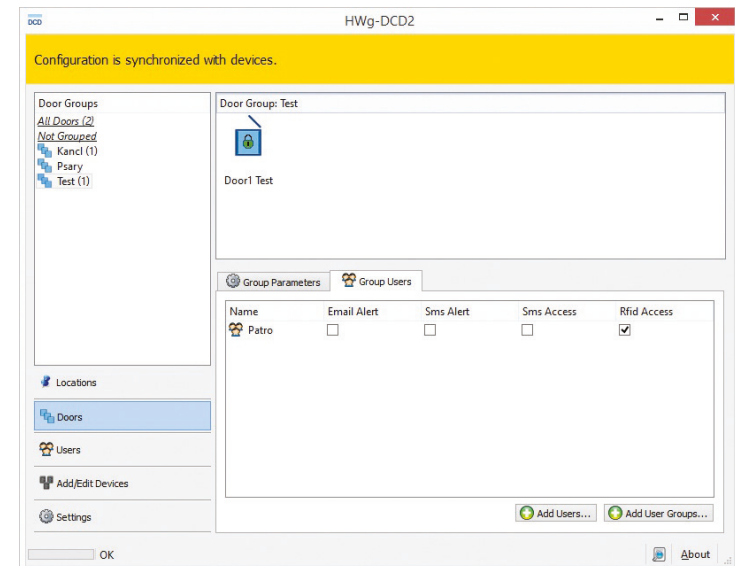 DCD HWg-DCD2
Configuration is synchronized with devices.
Door Groups
All Doors (2)
Not Grouped
Kancl (1)
Psary
Test (1)
Door Group: Test
Door1 Test
Group Parameters Group Users
Name Email Alert Sms Alert Sms Access Rfid Access
Patro
Locations
Doors
Users
Add/Edit Devices
Settings
Add Users... Add User Groups...
OK About